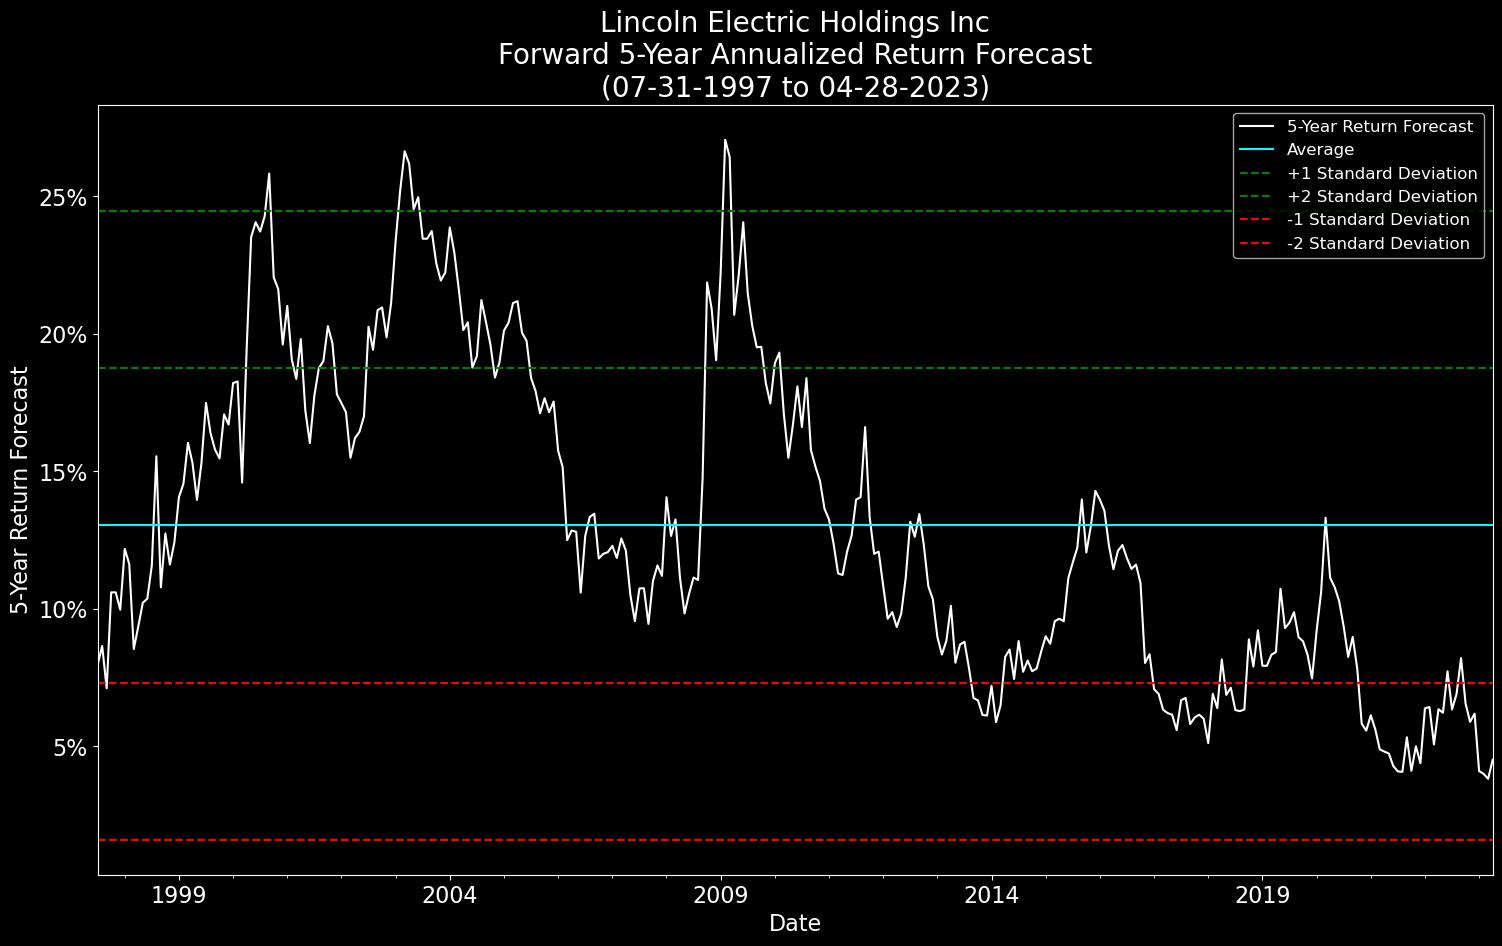 Lincoln Electric Holdings Inc
Forward 5-Year Annualized Return Forecast
(07-31-1997 to 04-28-2023)
5-Year Return Forecast
Average
+1 Standard Deviation
+2 Standard Deviation
-1 Standard Deviation
-2 Standard Deviation
25%
20%
15%
10%
5%
5-Year Return Forecast
1999
2004
2009
2014
2019
Date